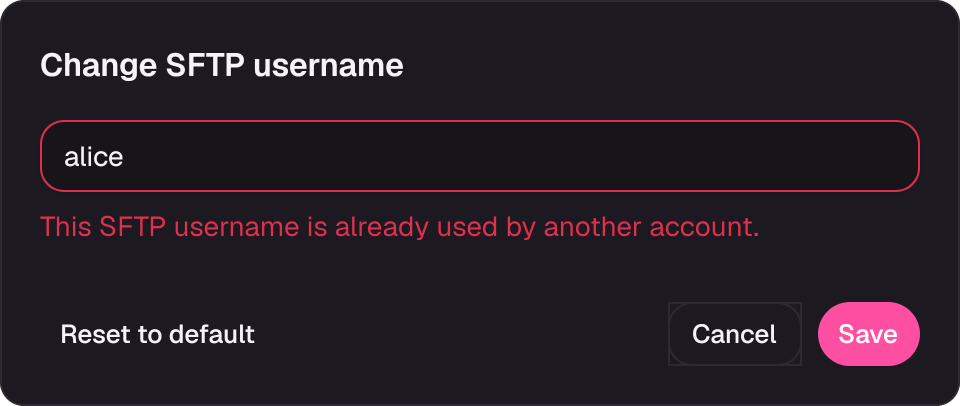 Change SFTP username
alice
This SFTP username is already used by another account.
Reset to default
Cancel
Save